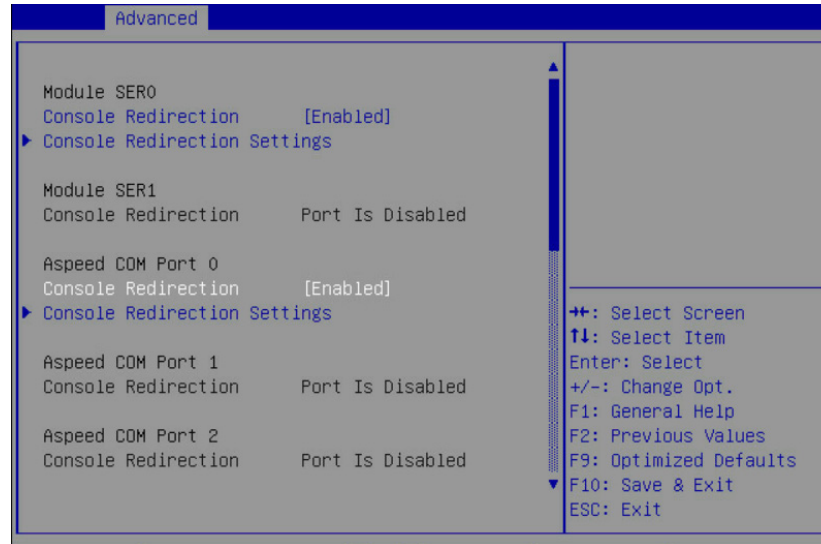 Advanced
Module SER0
Console Redirection [Enabled]
Console Redirection Settings
Module SER1
Console Redirection Port Is Disabled
Aspeed COM Port 0
Console Redirection [Enabled]
Console Redirection Settings
Aspeed COM Port 1
Console Redirection Port Is Disabled
Aspeed COM Port 2
Console Redirection Port Is Disabled
→←: Select Screen
↑↓: Select Item
Enter: Select
+/-: Change Opt.
F1: General Help
F2: Previous Values
F9: Optimized Defaults
F10: Save & Exit
ESC: Exit